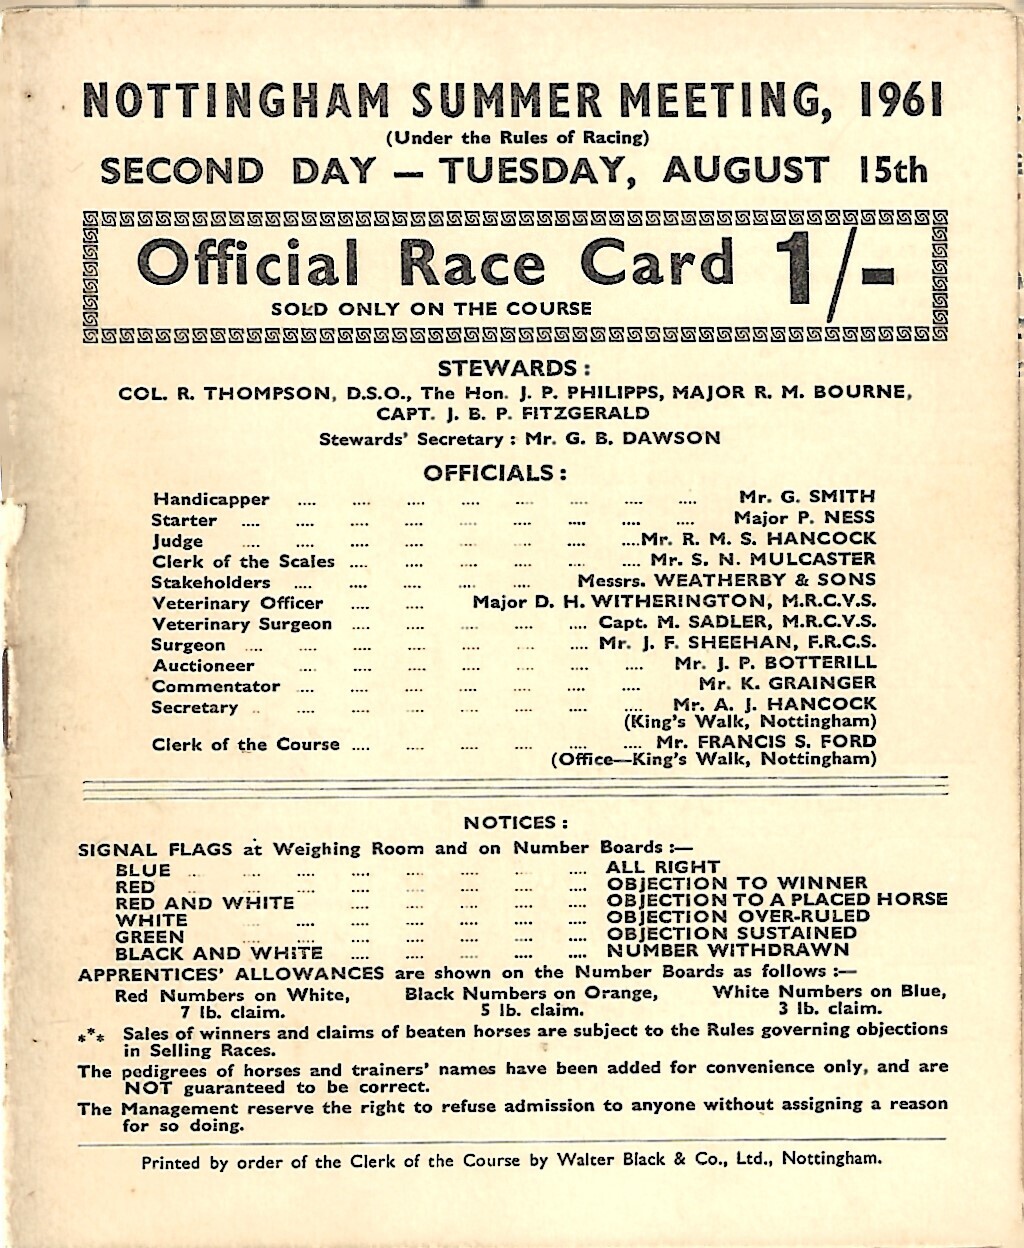 NOTTINGHAM SUMMER MEETING, 1961
(Under the Rules of Racing)
SECOND DAY — TUESDAY, AUGUST 15th
Official Race Card 1/-
SOLD ONLY ON THE COURSE
STEWARDS :
COL. R. THOMPSON, D.S.O., The Hon. J. P. PHILIPPS, MAJOR R. M. BOURNE,
CAPT. J. B. P. FITZGERALD
Stewards' Secretary : Mr. G. B. DAWSON
OFFICIALS :
Handicapper .... .... .... .... .... .... .... .... Mr. G. SMITH
Starter .... .... .... .... .... .... .... .... .... Major P. NESS
Judge .... .... .... .... .... .... .... ....Mr. R. M. S. HANCOCK
Clerk of the Scales .... .... .... .... .... .... Mr. S. N. MULCASTER
Stakeholders .... .... .... .... .... Messrs. WEATHERBY & SONS
Veterinary Officer .... .... Major D. H. WITHERINGTON, M.R.C.V.S.
Veterinary Surgeon .... .... .... .... .... Capt. M. SADLER, M.R.C.V.S.
Surgeon .... .... .... .... .... .... .... Mr. J. F. SHEEHAN, F.R.C.S.
Auctioneer .... .... .... .... .... .... .... Mr. J. P. BOTTERILL
Commentator .... .... .... .... .... .... .... Mr. K. GRAINGER
Secretary .. .... .... .... .... .... .... .... Mr. A. J. HANCOCK
(King's Walk, Nottingham)
Clerk of the Course .... .... .... .... .... .... Mr. FRANCIS S. FORD
(Office—King's Walk, Nottingham)
NOTICES :
SIGNAL FLAGS at Weighing Room and on Number Boards :—
BLUE .... .... .... .... .... .... .... .... ALL RIGHT
RED .... .... .... .... .... .... .... .... OBJECTION TO WINNER
RED AND WHITE .... .... .... .... .... OBJECTION TO A PLACED HORSE
WHITE .... .... .... .... .... .... OBJECTION OVER-RULED
GREEN .... .... .... .... .... .... .... OBJECTION SUSTAINED
BLACK AND WHITE .... .... .... .... .... NUMBER WITHDRAWN
APPRENTICES' ALLOWANCES are shown on the Number Boards as follows :—
Red Numbers on White, Black Numbers on Orange, White Numbers on Blue,
7 lb. claim. 5 lb. claim. 3 lb. claim.
*** Sales of winners and claims of beaten horses are subject to the Rules governing objections
in Selling Races.
The pedigrees of horses and trainers' names have been added for convenience only, and are
NOT guaranteed to be correct.
The Management reserve the right to refuse admission to anyone without assigning a reason
for so doing.
Printed by order of the Clerk of the Course by Walter Black & Co., Ltd., Nottingham.